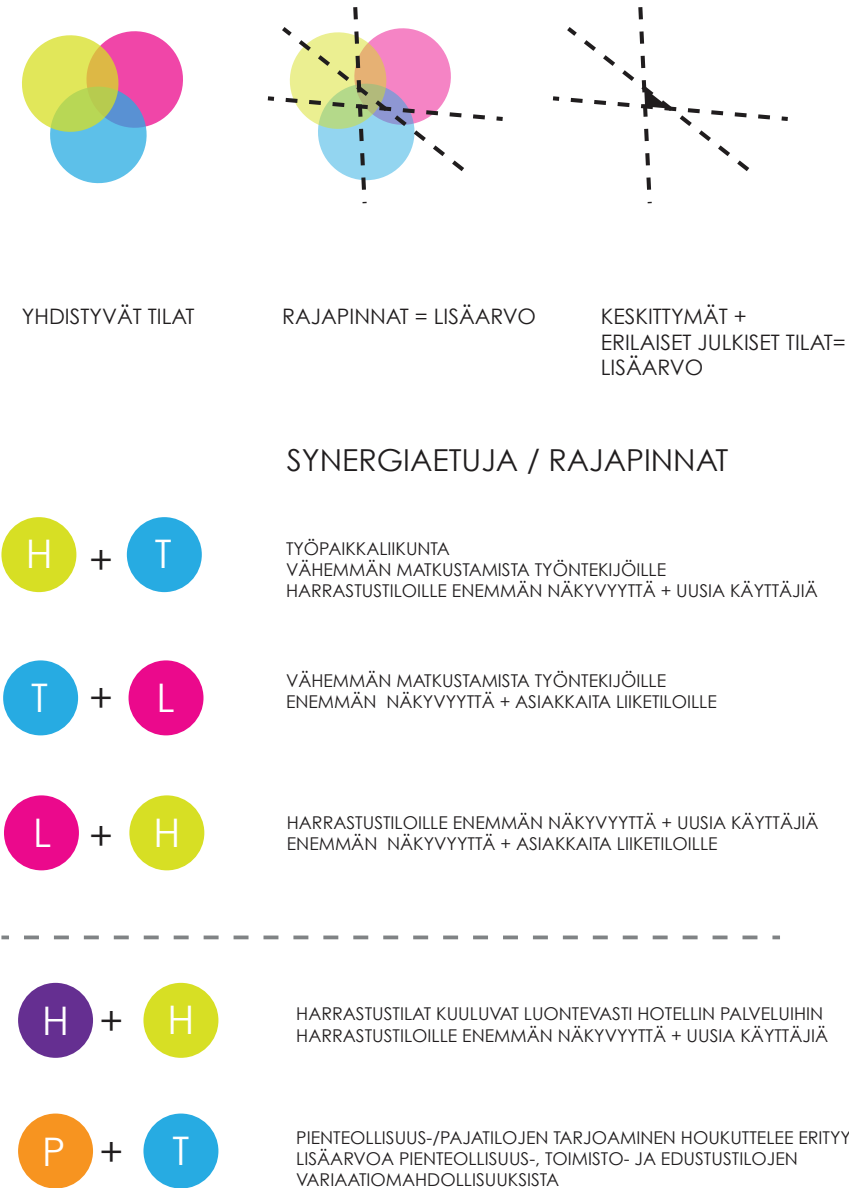 YHDISTYVÄT TILAT
RAJAPINNAT = LISÄARVO
KESKITTYMÄT +
ERILAISET JULKISET TILAT=
LISÄARVO
SYNERGIAETUJA / RAJAPINNAT
H + T
TYÖPAIKKALIIKUNTA
VÄHEMMÄN MATKUSTAMISTA TYÖNTEKIJÖILLE
HARRASTUSTILOILLE ENEMMÄN NÄKYVYYTTÄ + UUSIA KÄYTTÄJIÄ
T + L
VÄHEMMÄN MATKUSTAMISTA TYÖNTEKIJÖILLE
ENEMMÄN NÄKYVYYTTÄ + ASIAKKAITA LIIKETILOILLE
L + H
HARRASTUSTILOILLE ENEMMÄN NÄKYVYYTTÄ + UUSIA KÄYTTÄJIÄ
ENEMMÄN NÄKYVYYTTÄ + ASIAKKAITA LIIKETILOILLE
H + H
HARRASTUSTILAT KUULUVAT LUONTEVASTI HOTELLIN PALVELUIHIN
HARRASTUSTILOILLE ENEMMÄN NÄKYVYYTTÄ + UUSIA KÄYTTÄJIÄ
P + T
PIENTEOLLISUUS-/PAJATILOJEN TARJOAMINEN HOUKUTTELEE ERITYY
LISÄARVOA PIENTEOLLISUUS-, TOIMISTO- JA EDUSTUSTILOJEN
VARIAATIOMAHDOLLISUUKSISTA